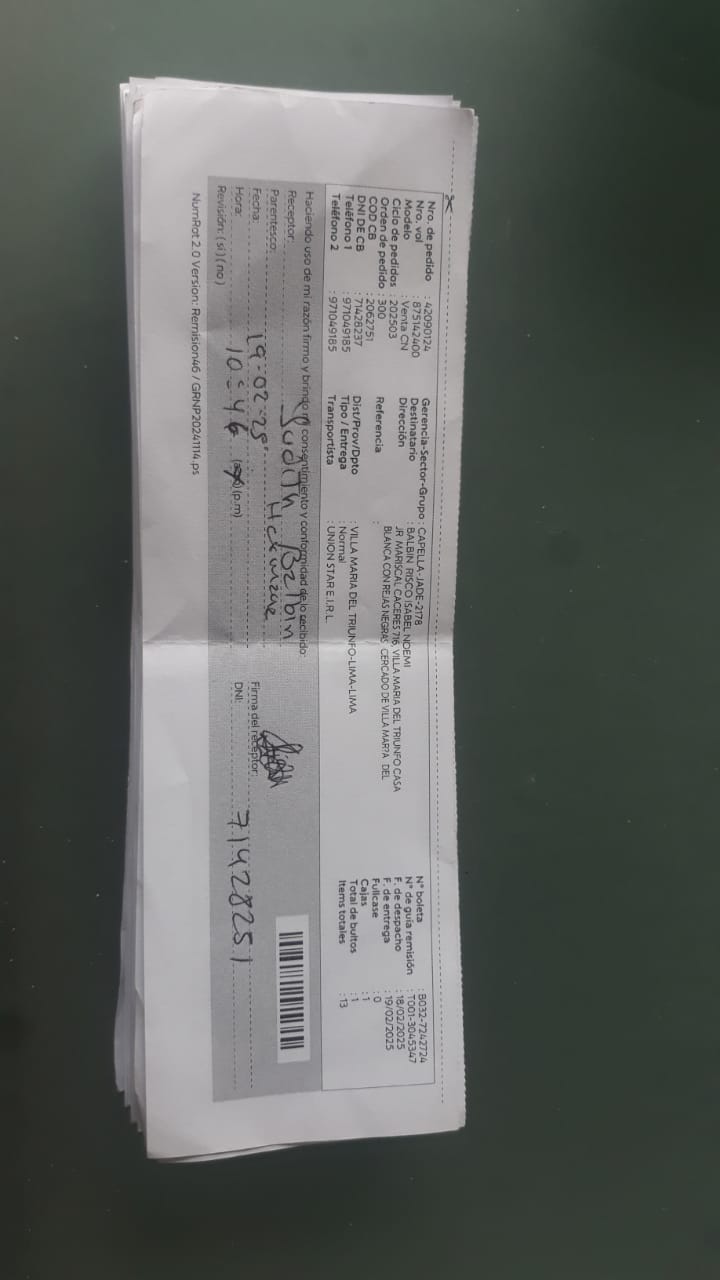 Nro. de pedido : 42090124
Nro. vol : 875142400
Modelo : Venta CN
Ciclo de pedidos : 202503
Orden de pedido : 300
COD CB : 2062751
DNI DE CB : 71428237
Teléfono 1 : 971049185
Teléfono 2 : 971049185
Gerencia-Sector-Grupo : CAPELLA-JADE-2178
Destinatario : BALBIN RISCO ISABEL NOEMI
Dirección : JR MARISCAL CACERES 716, VILLA MARIA DEL TRIUNFO CASA
BLANCA CON REJAS NEGRAS CERCADO DE VILLA MARIA DEL
Referencia :
Dist/Prov/Dpto : VILLA MARIA DEL TRIUNFO-LIMA-LIMA
Tipo / Entrega : Normal
Transportista : UNION STAR E.I.R.L.
N° boleta : B032-7242724
N° de guía remisión : T001-3045347
F. de despacho : 18/02/2025
F. de entrega : 19/02/2025
Fullcase : 0
Cajas : 1
Total de bultos : 1
Items totales : 13
Haciendo uso de mi razón firmo y brindo mi consentimiento y conformidad de lo recibido:
Receptor: Judith Balbin
Parentesco: Hermana
Fecha: 19-02-25
Hora: 10:46 (am) (p.m)
Revisión: (si) (no)
Firma del receptor:
DNI: 71428251
NumRot 2.0 Version: Remision46 / GRNP20241114.ps